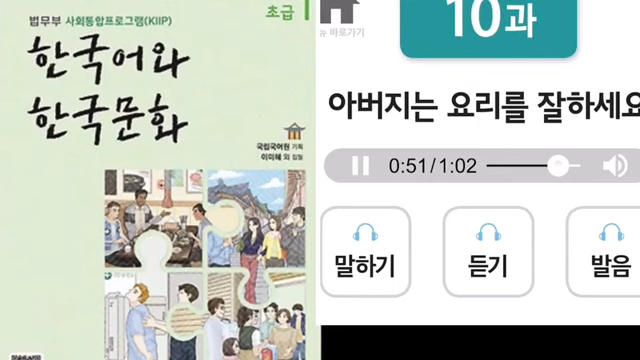 법무부 사회통합프로그램(KIIP)
초급 1
한국어와
한국문화
국립국어원 기획
이미혜 외 집필
뉴 바로가기
10과
아버지는 요리를 잘하세요
0:51/1:02
말하기
듣기
발음